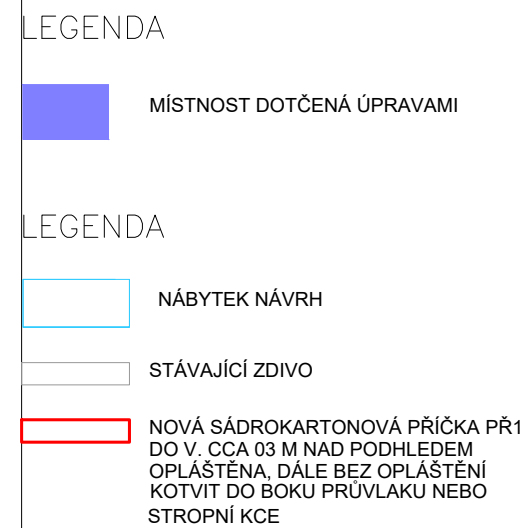 LEGENDA
MÍSTNOST DOTČENÁ ÚPRAVAMI
LEGENDA
NÁBYTEK NÁVRH
STÁVAJÍCÍ ZDIVO
NOVÁ SÁDROKARTONOVÁ PŘÍČKA PŘ1
DO V. CCA 03 M NAD PODHLEDEM
OPLÁŠTĚNA, DÁLE BEZ OPLÁŠTĚNÍ
KOTVIT DO BOKU PRŮVLAKU NEBO
STROPNÍ KCE